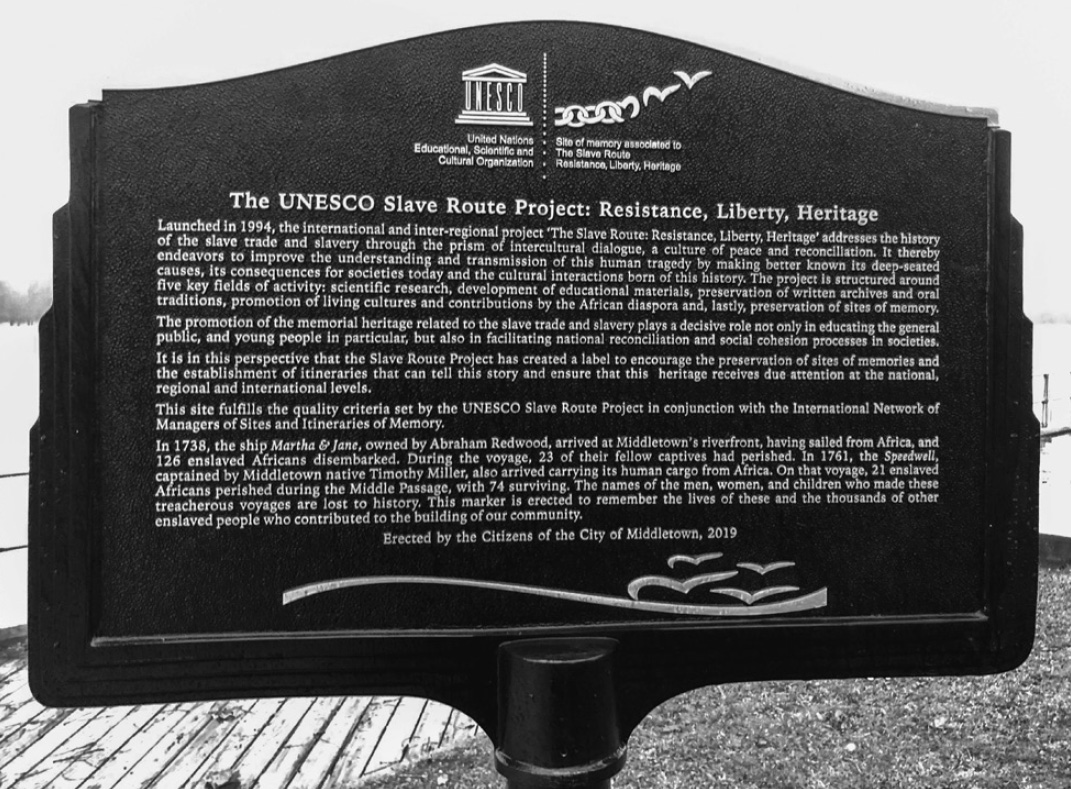 UNESCO
United Nations
Educational, Scientific and
Cultural Organization
Site of memory associated to
The Slave Route
Resistance, Liberty, Heritage
The UNESCO Slave Route Project: Resistance, Liberty, Heritage
Launched in 1994, the international and inter-regional project 'The Slave Route: Resistance, Liberty, Heritage' addresses the history
of the slave trade and slavery through the prism of intercultural dialogue, a culture of peace and reconciliation. It thereby
endeavors to improve the understanding and transmission of this human tragedy by making better known its deep-seated
causes, its consequences for societies today and the cultural interactions born of this history. The project is structured around
five key fields of activity: scientific research, development of educational materials, preservation of written archives and oral
traditions, promotion of living cultures and contributions by the African diaspora and, lastly, preservation of sites of memory.
The promotion of the memorial heritage related to the slave trade and slavery plays a decisive role not only in educating the general
public, and young people in particular, but also in facilitating national reconciliation and social cohesion processes in societies.
It is in this perspective that the Slave Route Project has created a label to encourage the preservation of sites of memories and
the establishment of itineraries that can tell this story and ensure that this heritage receives due attention at the national,
regional and international levels.
This site fulfills the quality criteria set by the UNESCO Slave Route Project in conjunction with the International Network of
Managers of Sites and Itineraries of Memory.
In 1738, the ship Martha & Jane, owned by Abraham Redwood, arrived at Middletown's riverfront, having sailed from Africa, and
126 enslaved Africans disembarked. During the voyage, 23 of their fellow captives had perished. In 1761, the Speedwell,
captained by Middletown native Timothy Miller, also arrived carrying its human cargo from Africa. On that voyage, 21 enslaved
Africans perished during the Middle Passage, with 74 surviving. The names of the men, women, and children who made these
treacherous voyages are lost to history. This marker is erected to remember the lives of these and the thousands of other
enslaved people who contributed to the building of our community.
Erected by the Citizens of the City of Middletown, 2019